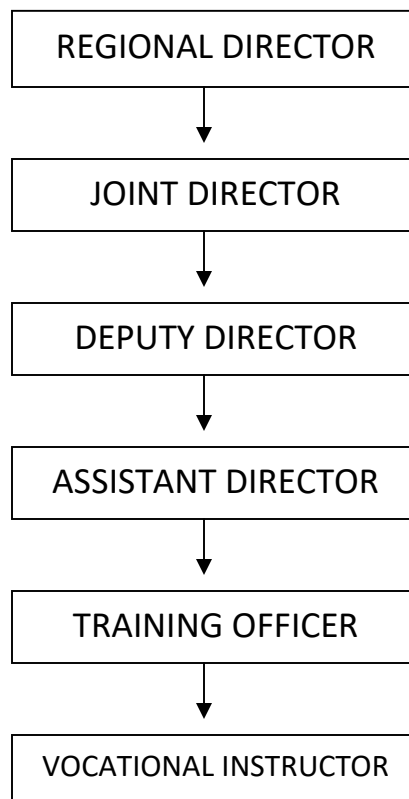 REGIONAL DIRECTOR
JOINT DIRECTOR
DEPUTY DIRECTOR
ASSISTANT DIRECTOR
TRAINING OFFICER
VOCATIONAL INSTRUCTOR